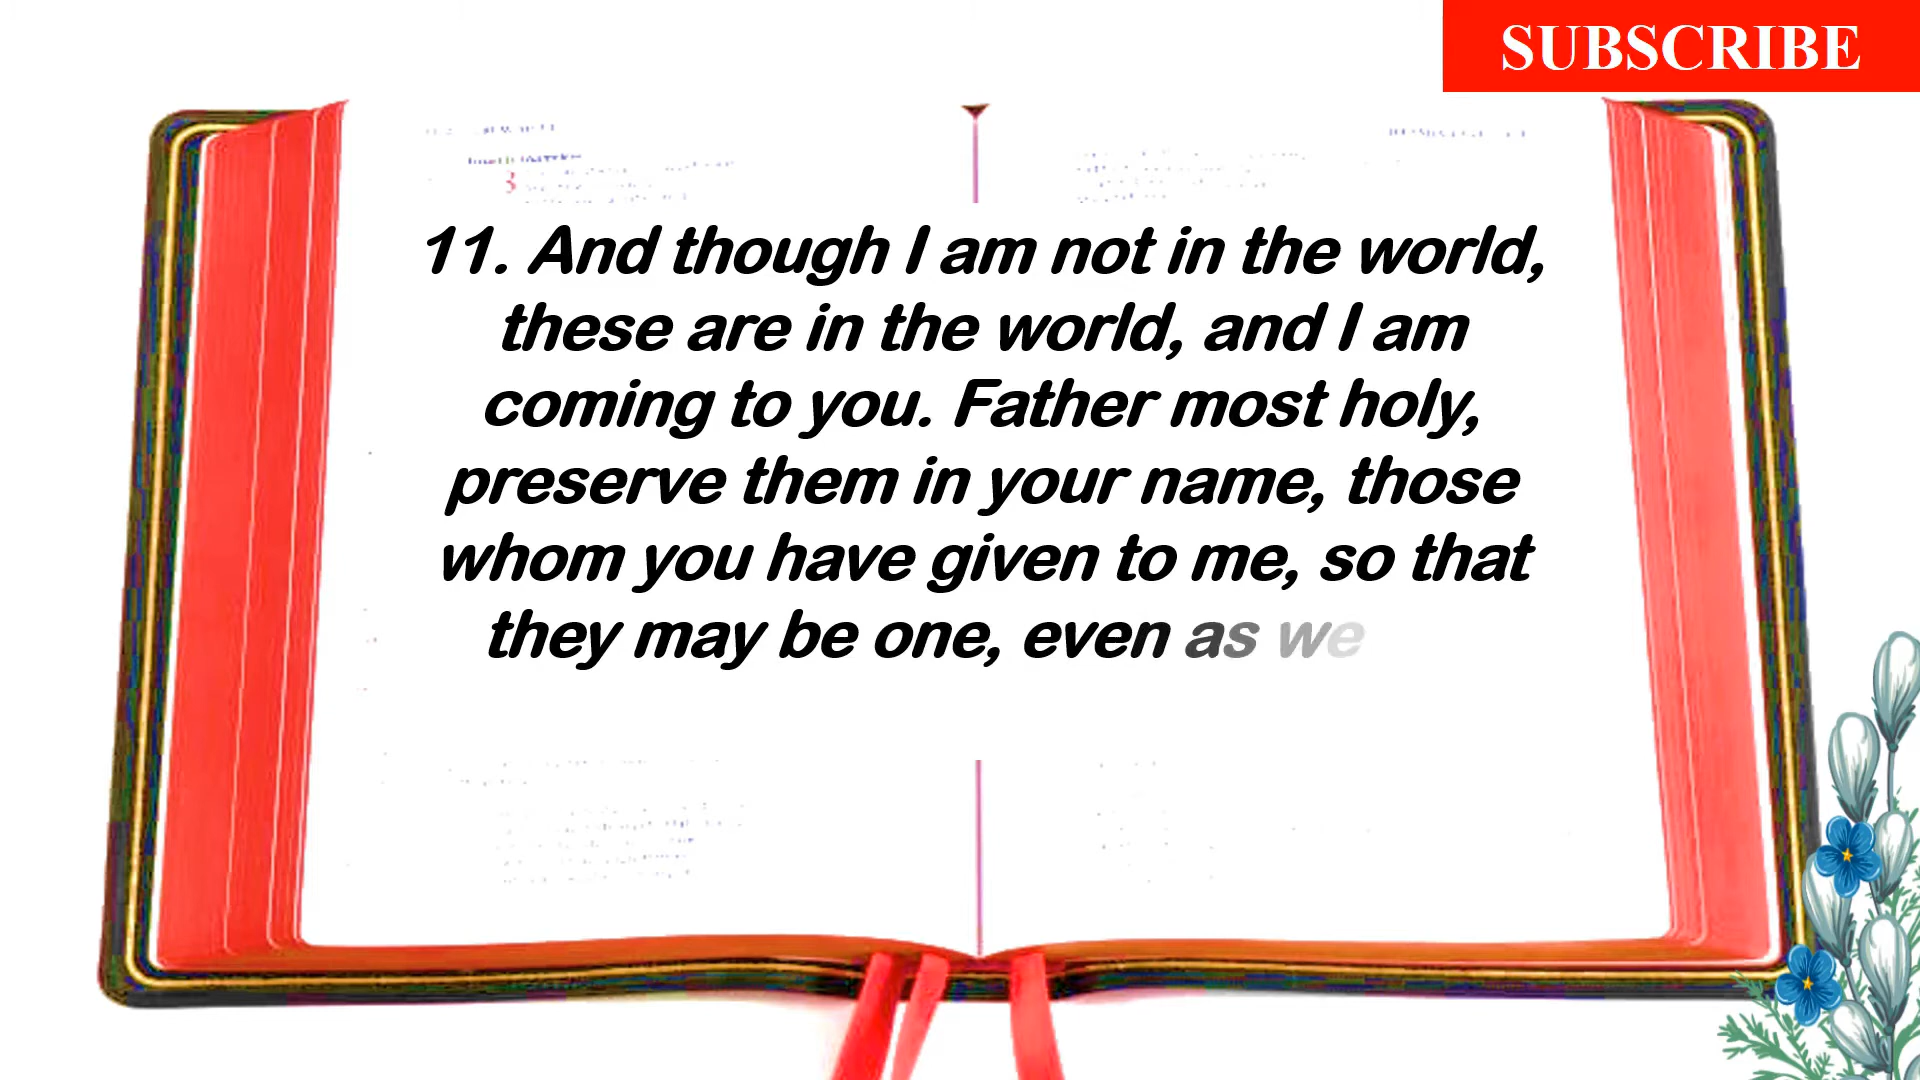 SUBSCRIBE
3
11. And though I am not in the world,
these are in the world, and I am
coming to you. Father most holy,
preserve them in your name, those
whom you have given to me, so that
they may be one, even as we